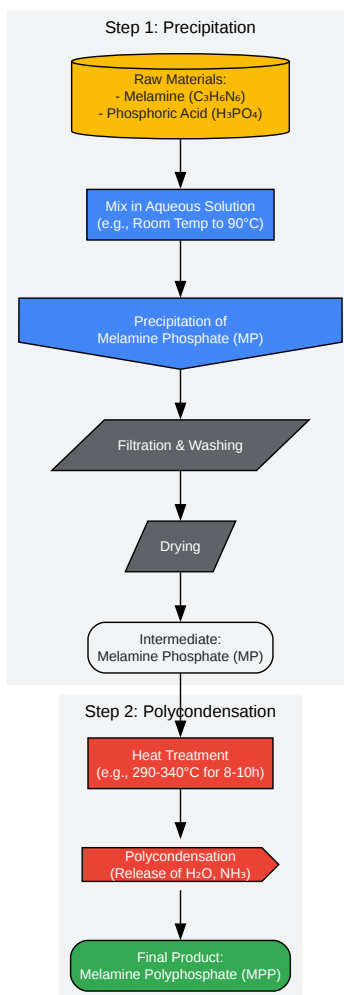 Step 1: Precipitation
Raw Materials:
- Melamine (C₃H₆N₆)
- Phosphoric Acid (H₃PO₄)
Mix in Aqueous Solution
(e.g., Room Temp to 90°C)
Precipitation of
Melamine Phosphate (MP)
Filtration & Washing
Drying
Intermediate:
Melamine Phosphate (MP)
Step 2: Polycondensation
Heat Treatment
(e.g., 290-340°C for 8-10h)
Polycondensation
(Release of H₂O, NH₃)
Final Product:
Melamine Polyphosphate (MPP)